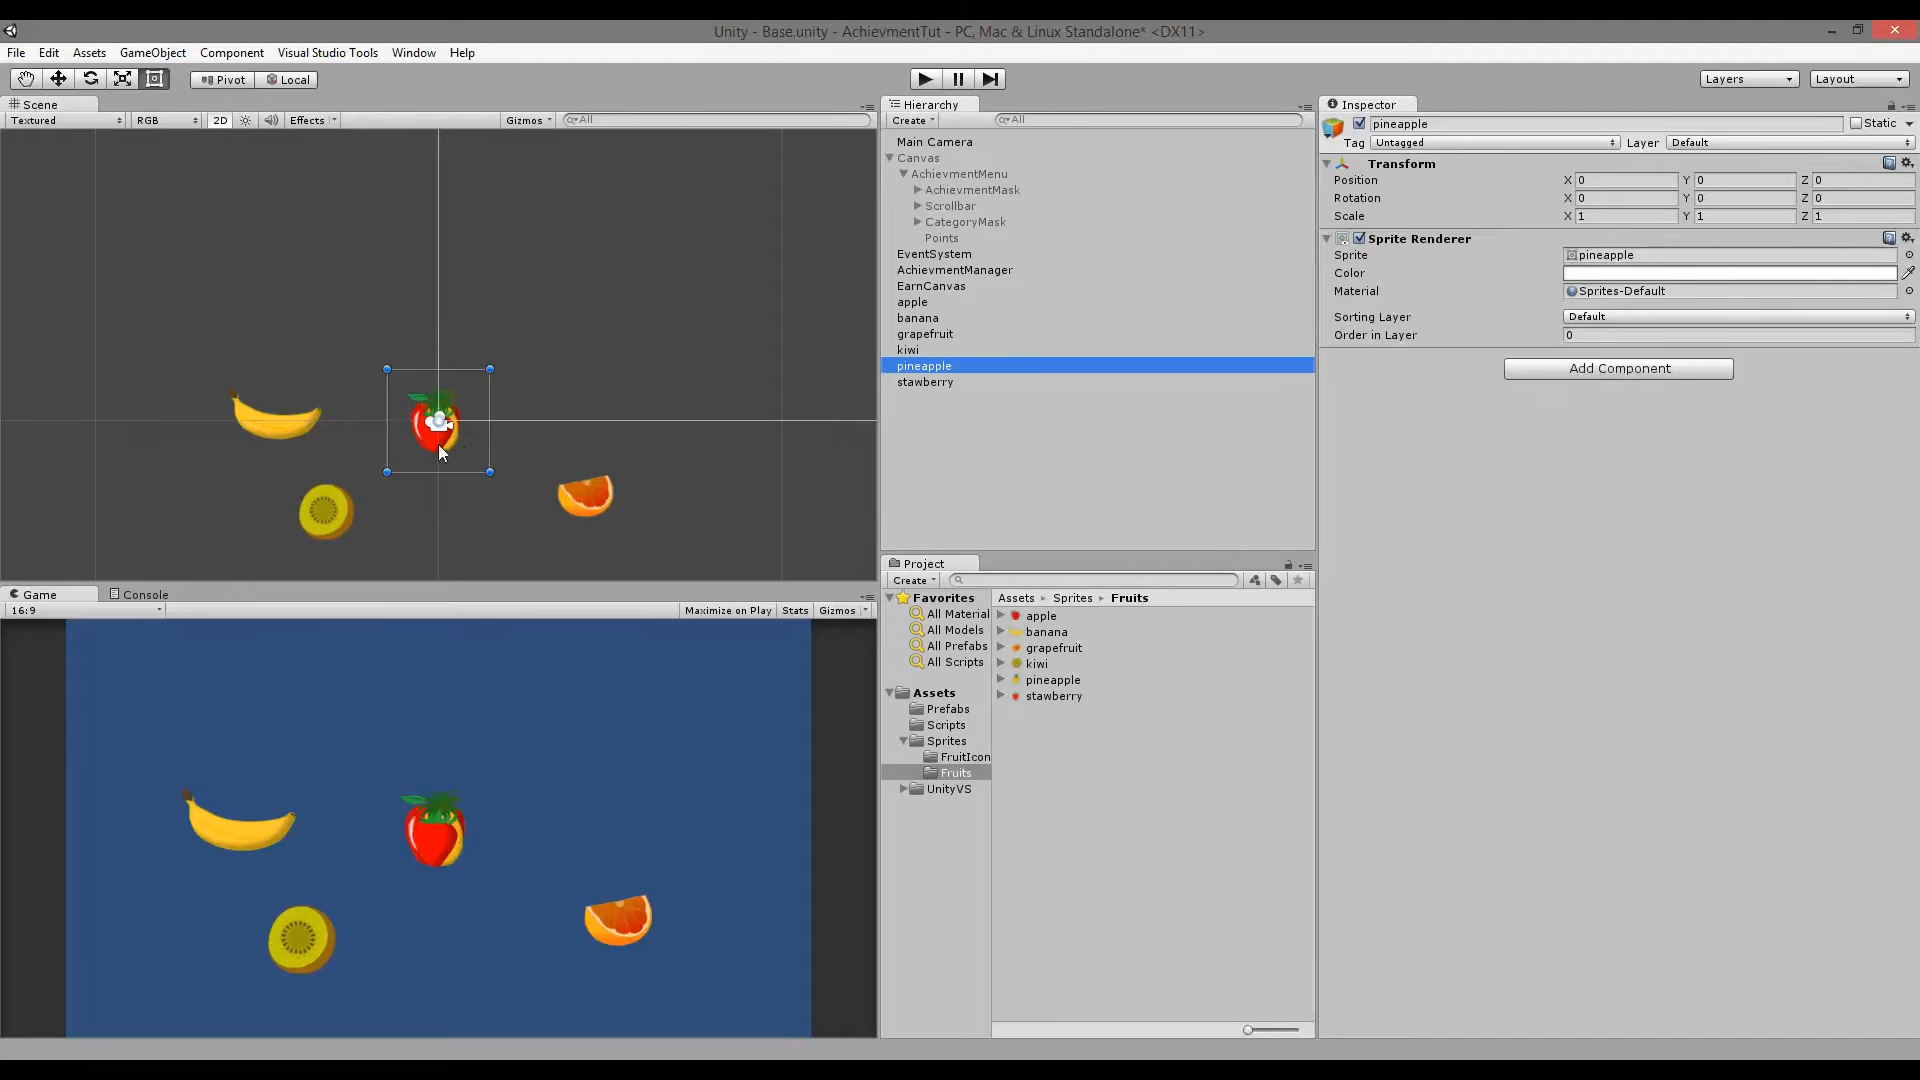 Unity - Base.unity - AchievmentTut - PC, Mac & Linux Standalone* <DX11>
File Edit Assets GameObject Component Visual Studio Tools Window Help
Pivot Local Layers Layout
Scene
Textured RGB 2D Effects Gizmos All
Hierarchy
Create All
Main Camera
Canvas
AchievmentMenu
AchievmentMask
Scrollbar
CategoryMask
Points
EventSystem
AchievmentManager
EarnCanvas
apple
banana
grapefruit
kiwi
pineapple
stawberry
Inspector
pineapple Static
Tag Untagged Layer Default
Transform
Position X 0 Y 0 Z 0
Rotation X 0 Y 0 Z 0
Scale X 1 Y 1 Z 1
Sprite Renderer
Sprite pineapple
Color
Material Sprites-Default
Sorting Layer Default
Order in Layer 0
Add Component
Game Console
16:9 Maximize on Play Stats Gizmos
Project
Create
Favorites
All Material
All Models
All Prefabs
All Scripts
Assets
Prefabs
Scripts
Sprites
FruitIcon
Fruits
UnityVS
Assets Sprites Fruits
apple
banana
grapefruit
kiwi
pineapple
stawberry